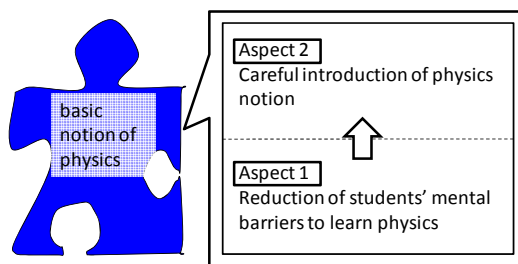 basic
notion of
physics
Aspect 2
Careful introduction of physics
notion
Aspect 1
Reduction of students’ mental
barriers to learn physics